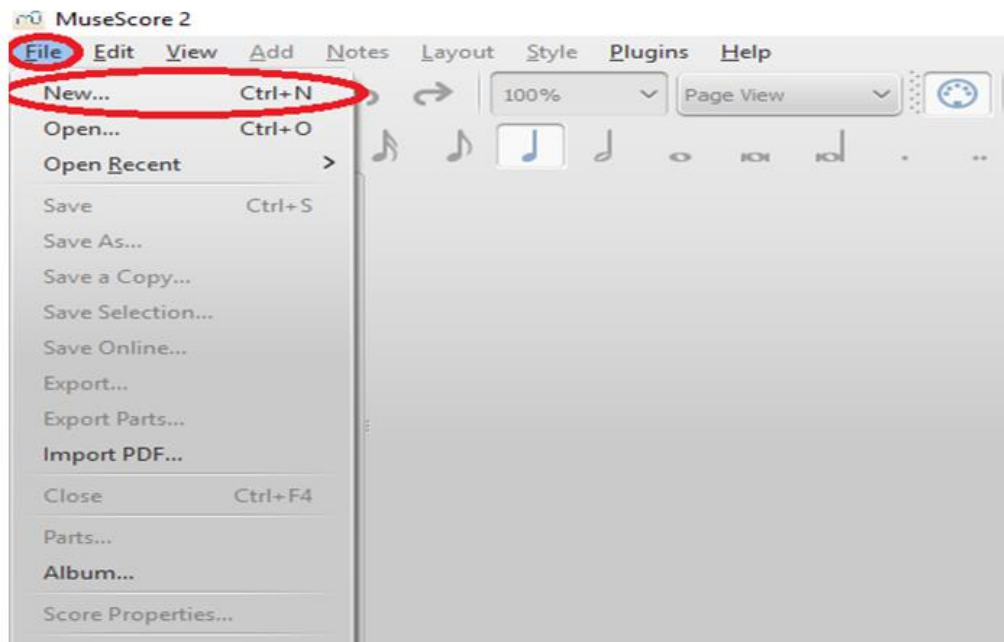 MuseScore 2
File Edit View Add Notes Layout Style Plugins Help
New... Ctrl+N
100% Page View
Open... Ctrl+O
Open Recent >
Save Ctrl+S
Save As...
Save a Copy...
Save Selection...
Save Online...
Export...
Export Parts...
Import PDF...
Close Ctrl+F4
Parts...
Album...
Score Properties...